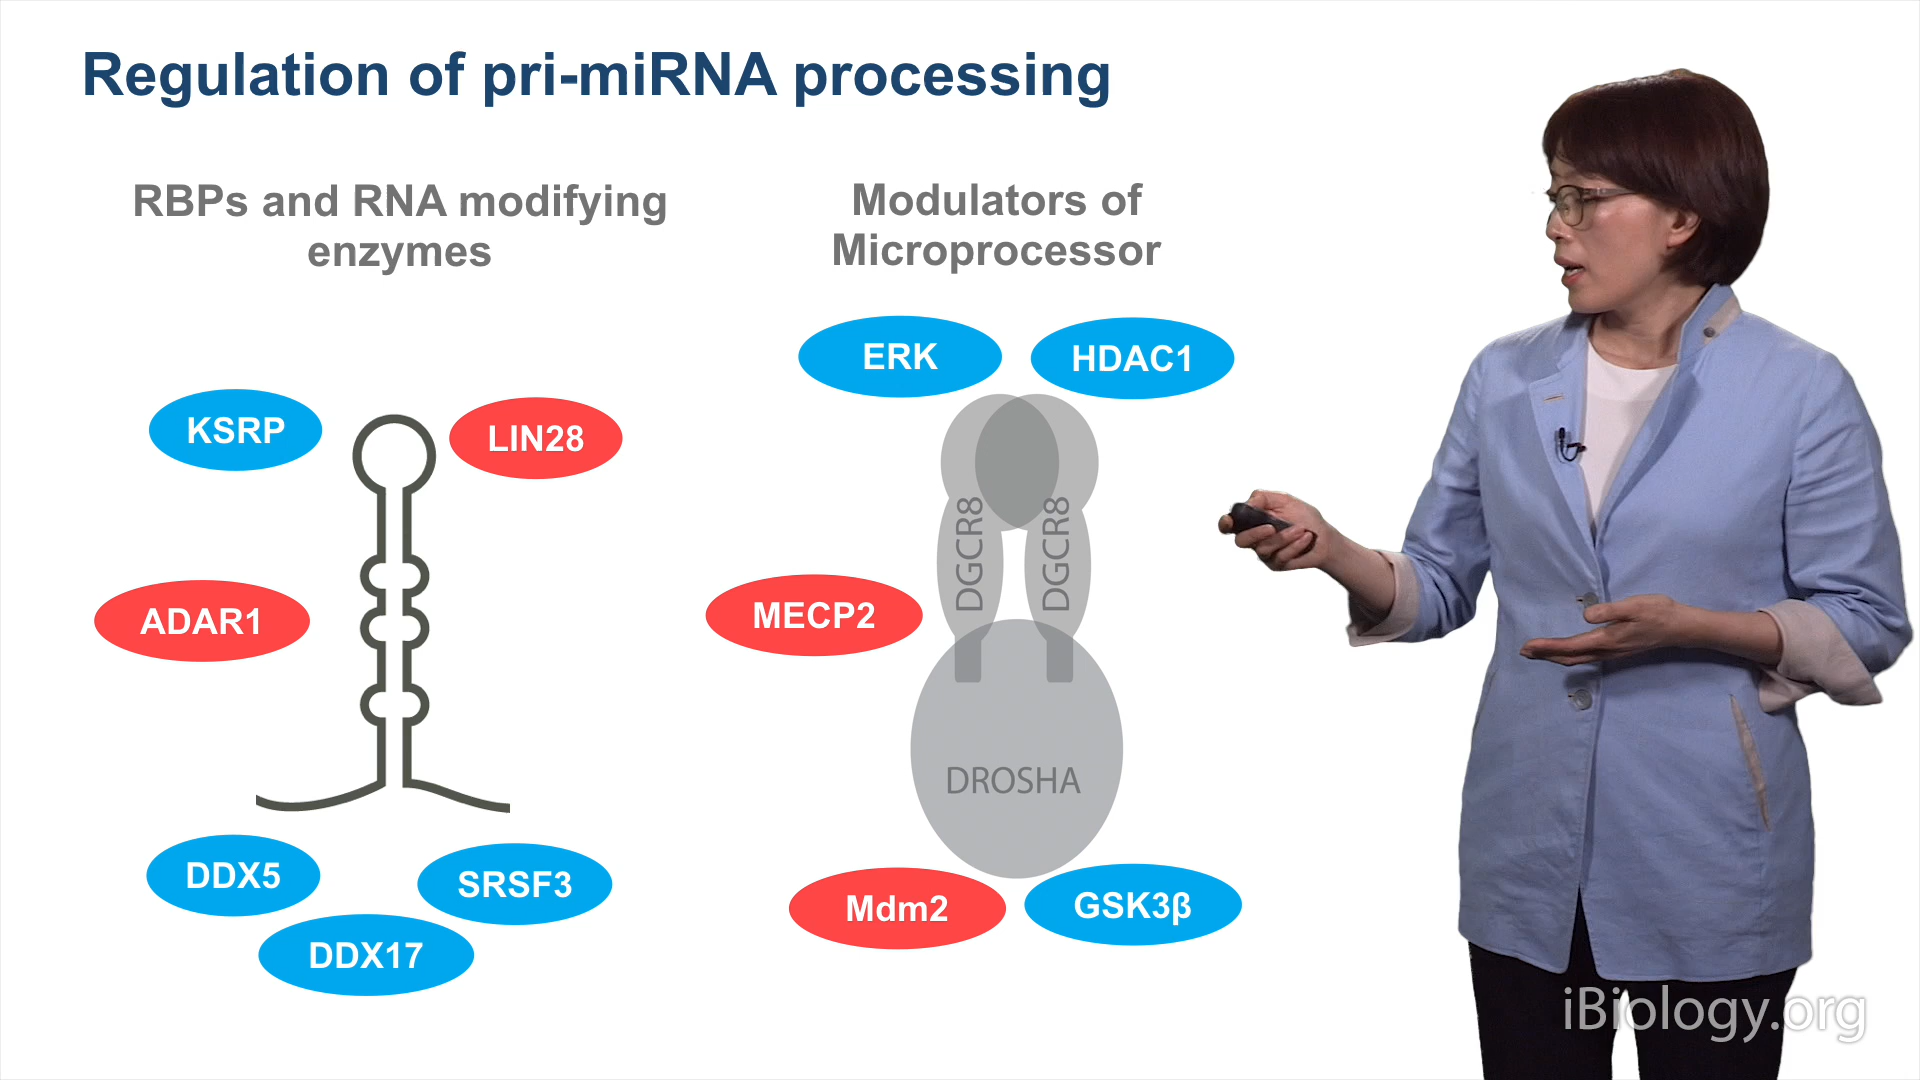 Regulation of pri-miRNA processing
RBPs and RNA modifying
enzymes
KSRP
LIN28
ADAR1
DDX5
SRSF3
DDX17
Modulators of
Microprocessor
ERK
HDAC1
DGCR8
DGCR8
MECP2
DROSHA
Mdm2
GSK3β
iBiology.org